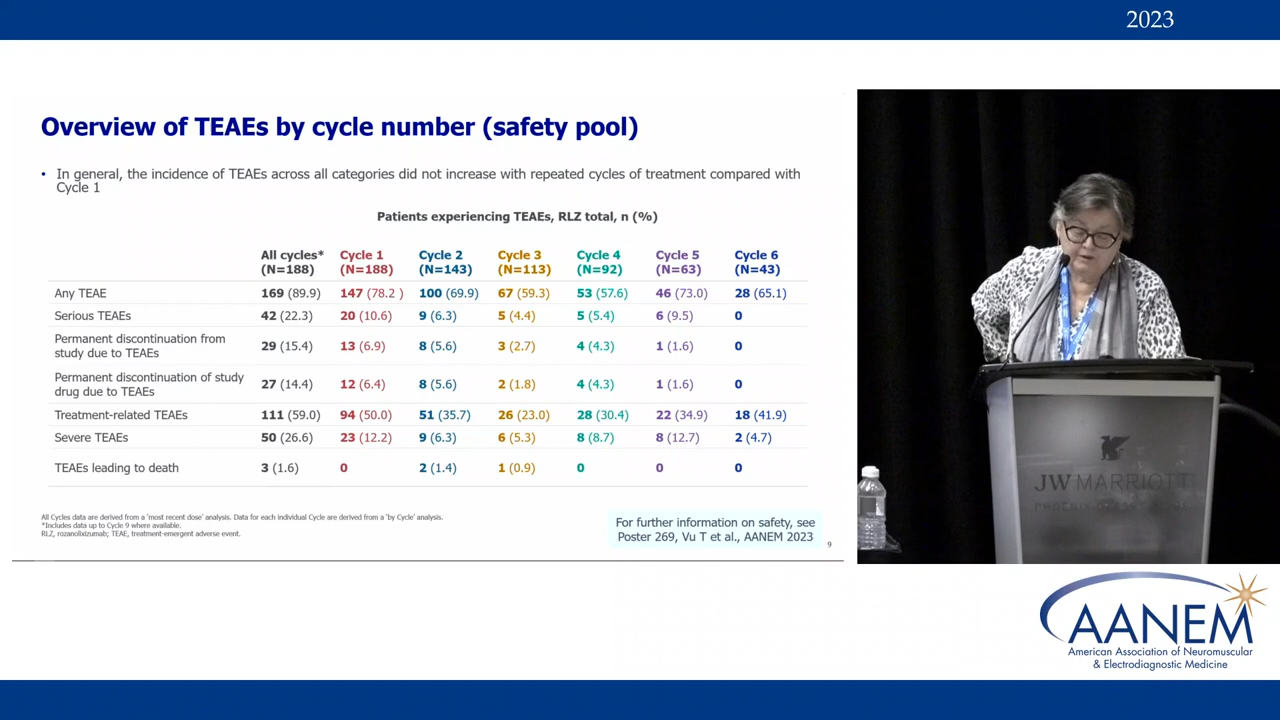 2023
Overview of TEAEs by cycle number (safety pool)
• In general, the incidence of TEAEs across all categories did not increase with repeated cycles of treatment compared with
Cycle 1
Patients experiencing TEAEs, RLZ total, n (%)
All cycles* Cycle 1 Cycle 2 Cycle 3 Cycle 4 Cycle 5 Cycle 6
(N=188) (N=188) (N=143) (N=113) (N=92) (N=63) (N=43)
Any TEAE 169 (89.9) 147 (78.2 ) 100 (69.9) 67 (59.3) 53 (57.6) 46 (73.0) 28 (65.1)
Serious TEAEs 42 (22.3) 20 (10.6) 9 (6.3) 5 (4.4) 5 (5.4) 6 (9.5) 0
Permanent discontinuation from
study due to TEAEs 29 (15.4) 13 (6.9) 8 (5.6) 3 (2.7) 4 (4.3) 1 (1.6) 0
Permanent discontinuation of study
drug due to TEAEs 27 (14.4) 12 (6.4) 8 (5.6) 2 (1.8) 4 (4.3) 1 (1.6) 0
Treatment-related TEAEs 111 (59.0) 94 (50.0) 51 (35.7) 26 (23.0) 28 (30.4) 22 (34.9) 18 (41.9)
Severe TEAEs 50 (26.6) 23 (12.2) 9 (6.3) 6 (5.3) 8 (8.7) 8 (12.7) 2 (4.7)
TEAEs leading to death 3 (1.6) 0 2 (1.4) 1 (0.9) 0 0 0
All Cycles data are derived from a 'most recent dose' analysis. Data for each individual Cycle are derived from a 'by Cycle' analysis.
*Includes data up to Cycle 9 where available.
RLZ, rozanolixizumab; TEAE, treatment-emergent adverse event.
For further information on safety, see
Poster 269, Vu T et al., AANEM 2023
9
JW MARRIOTT
AANEM
American Association of Neuromuscular
& Electrodiagnostic Medicine